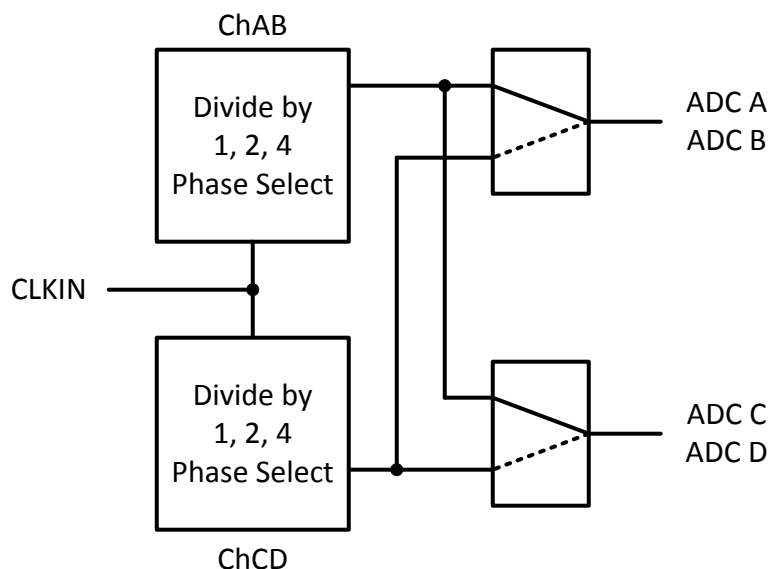 ChAB
Divide by
1, 2, 4
Phase Select
ADC A
ADC B
CLKIN
Divide by
1, 2, 4
Phase Select
ADC C
ADC D
ChCD